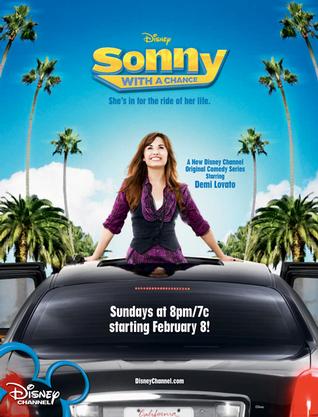 Disney
Sonny
WITH A CHANCE
She's in for the ride of her life.
A New Disney Channel
Original Comedy Series
Starring
Demi Lovato
Sundays at 8pm/7c
starting February 8!
DisneyChannel.com
Disney
CHANNEL
California